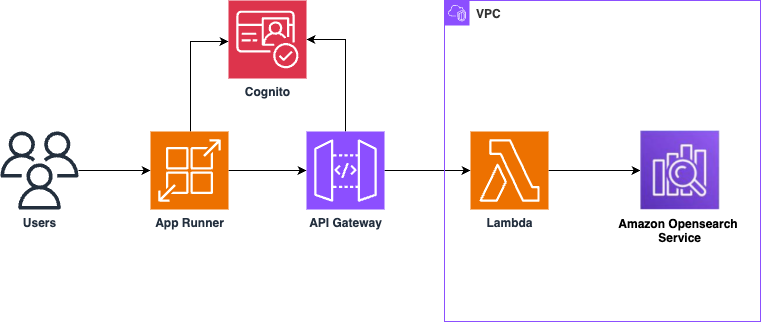 VPC
Cognito
Users
App Runner
API Gateway
Lambda
Amazon Opensearch
Service